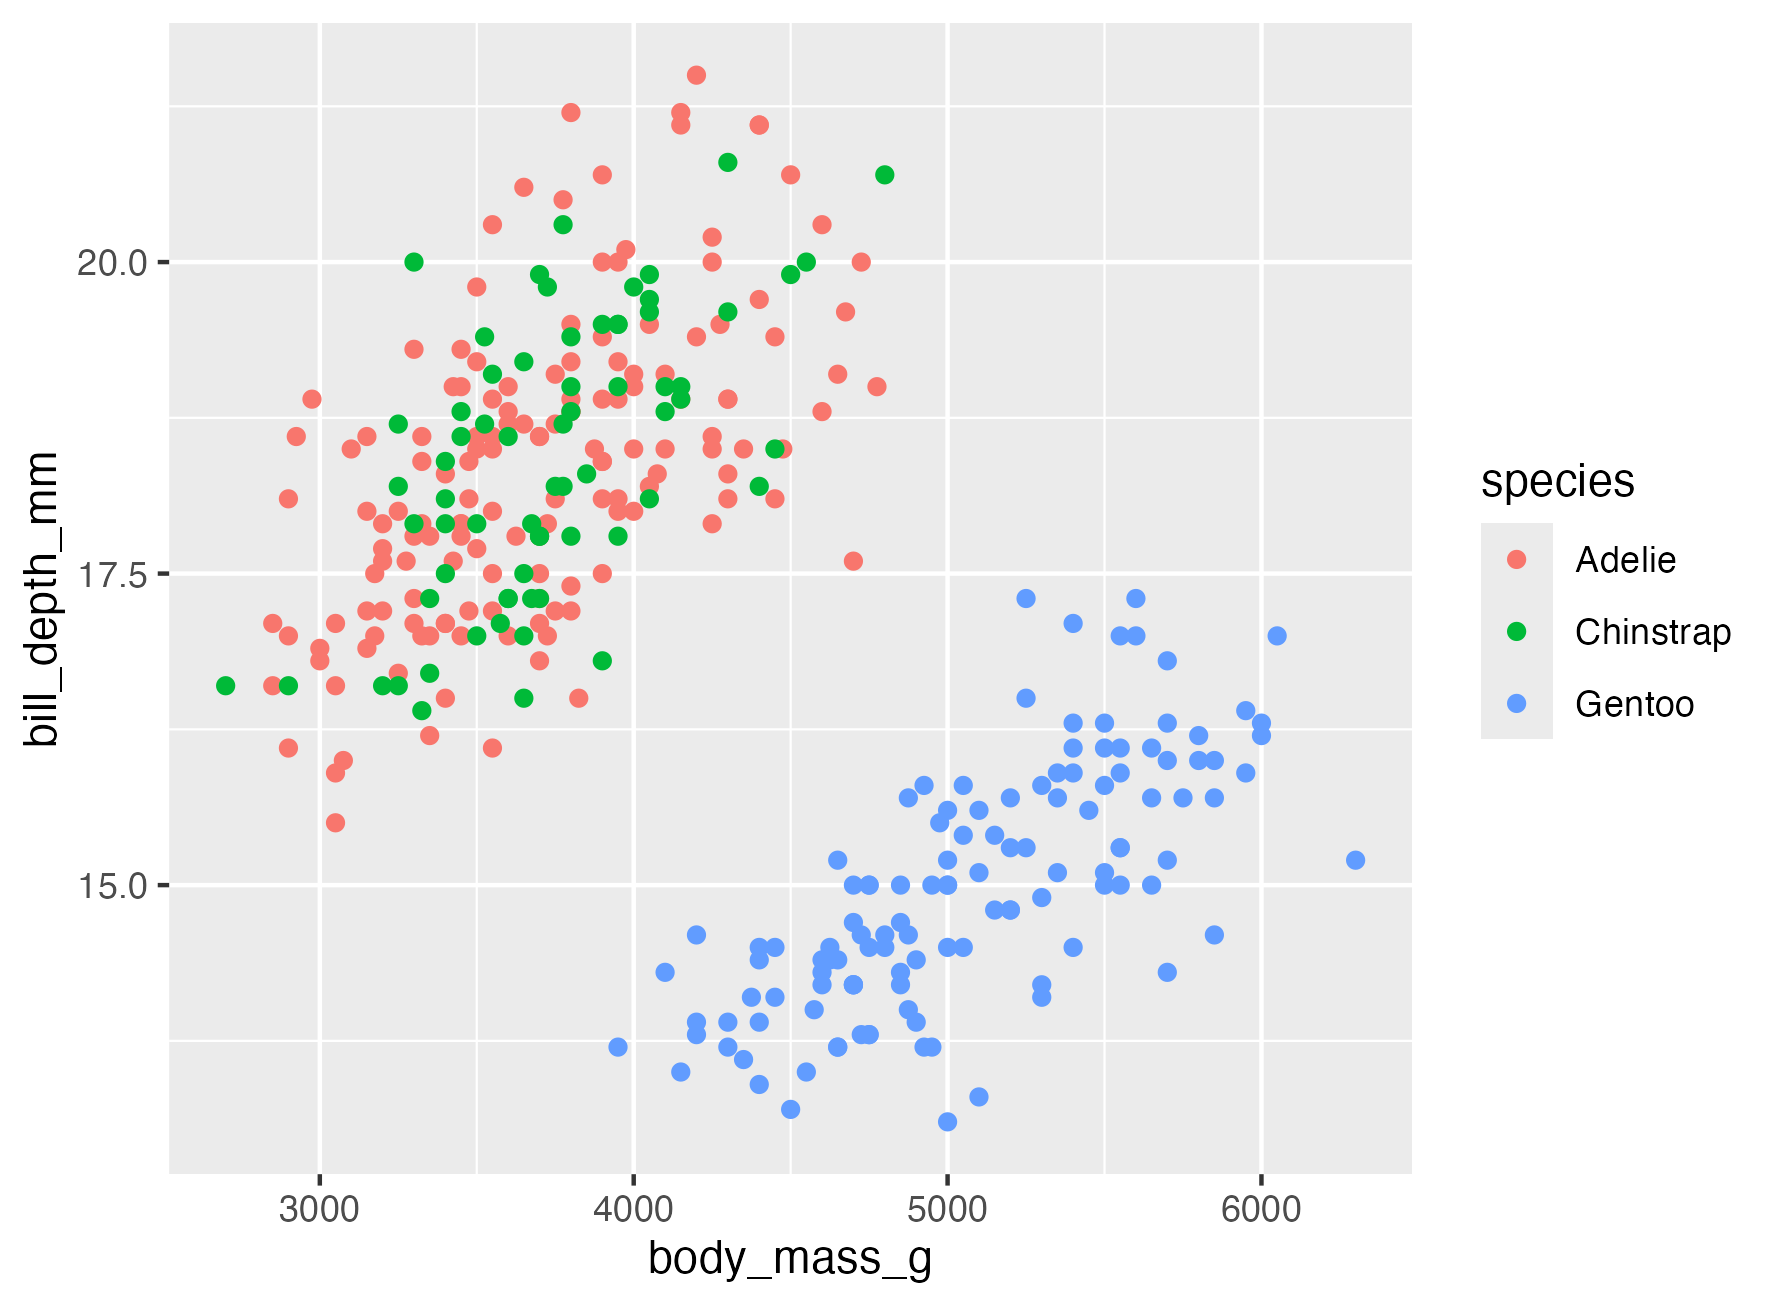 20.0
17.5
15.0
bill_depth_mm
3000 4000 5000 6000
body_mass_g
species
Adelie
Chinstrap
Gentoo